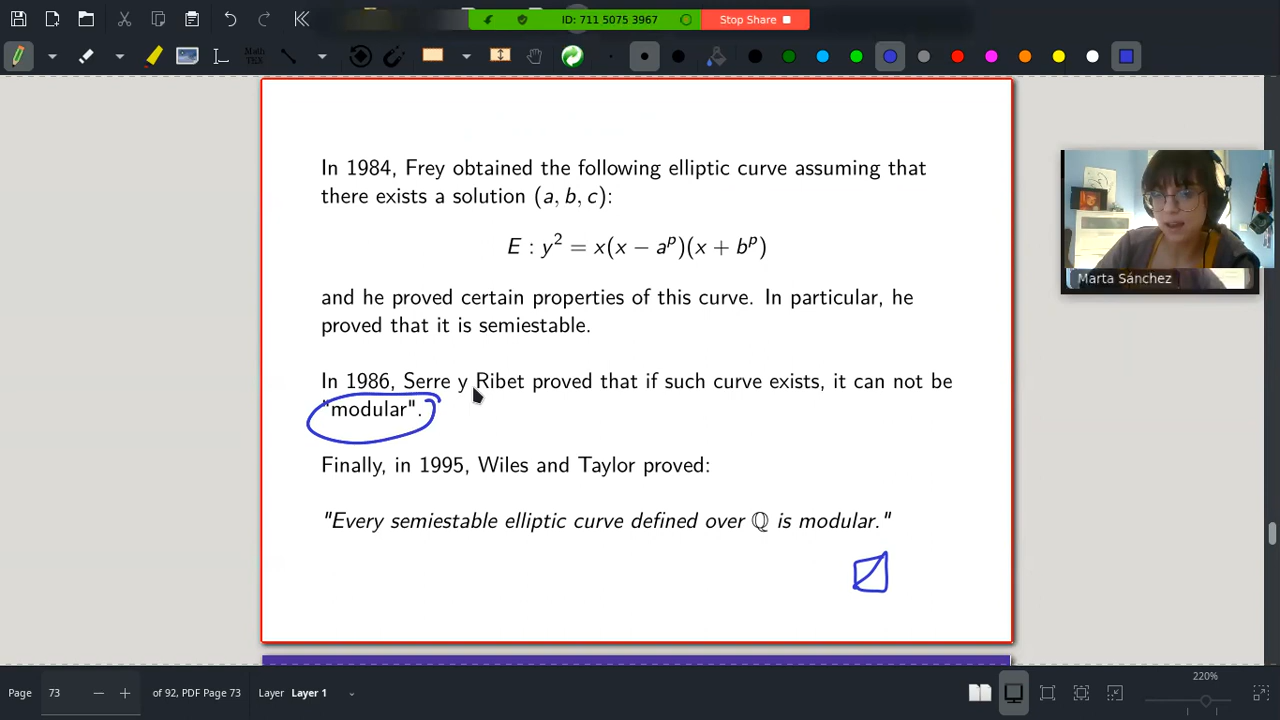 ID: 711 5075 3967
Stop Share
Math
TEX
In 1984, Frey obtained the following elliptic curve assuming that
there exists a solution (a, b, c):
E : y² = x(x − aᵖ)(x + bᵖ)
and he proved certain properties of this curve. In particular, he
proved that it is semiestable.
In 1986, Serre y Ribet proved that if such curve exists, it can not be
"modular".
Finally, in 1995, Wiles and Taylor proved:
"Every semiestable elliptic curve defined over ℚ is modular."
Marta Sánchez
Page 73 of 92, PDF Page 73 Layer Layer 1 220%